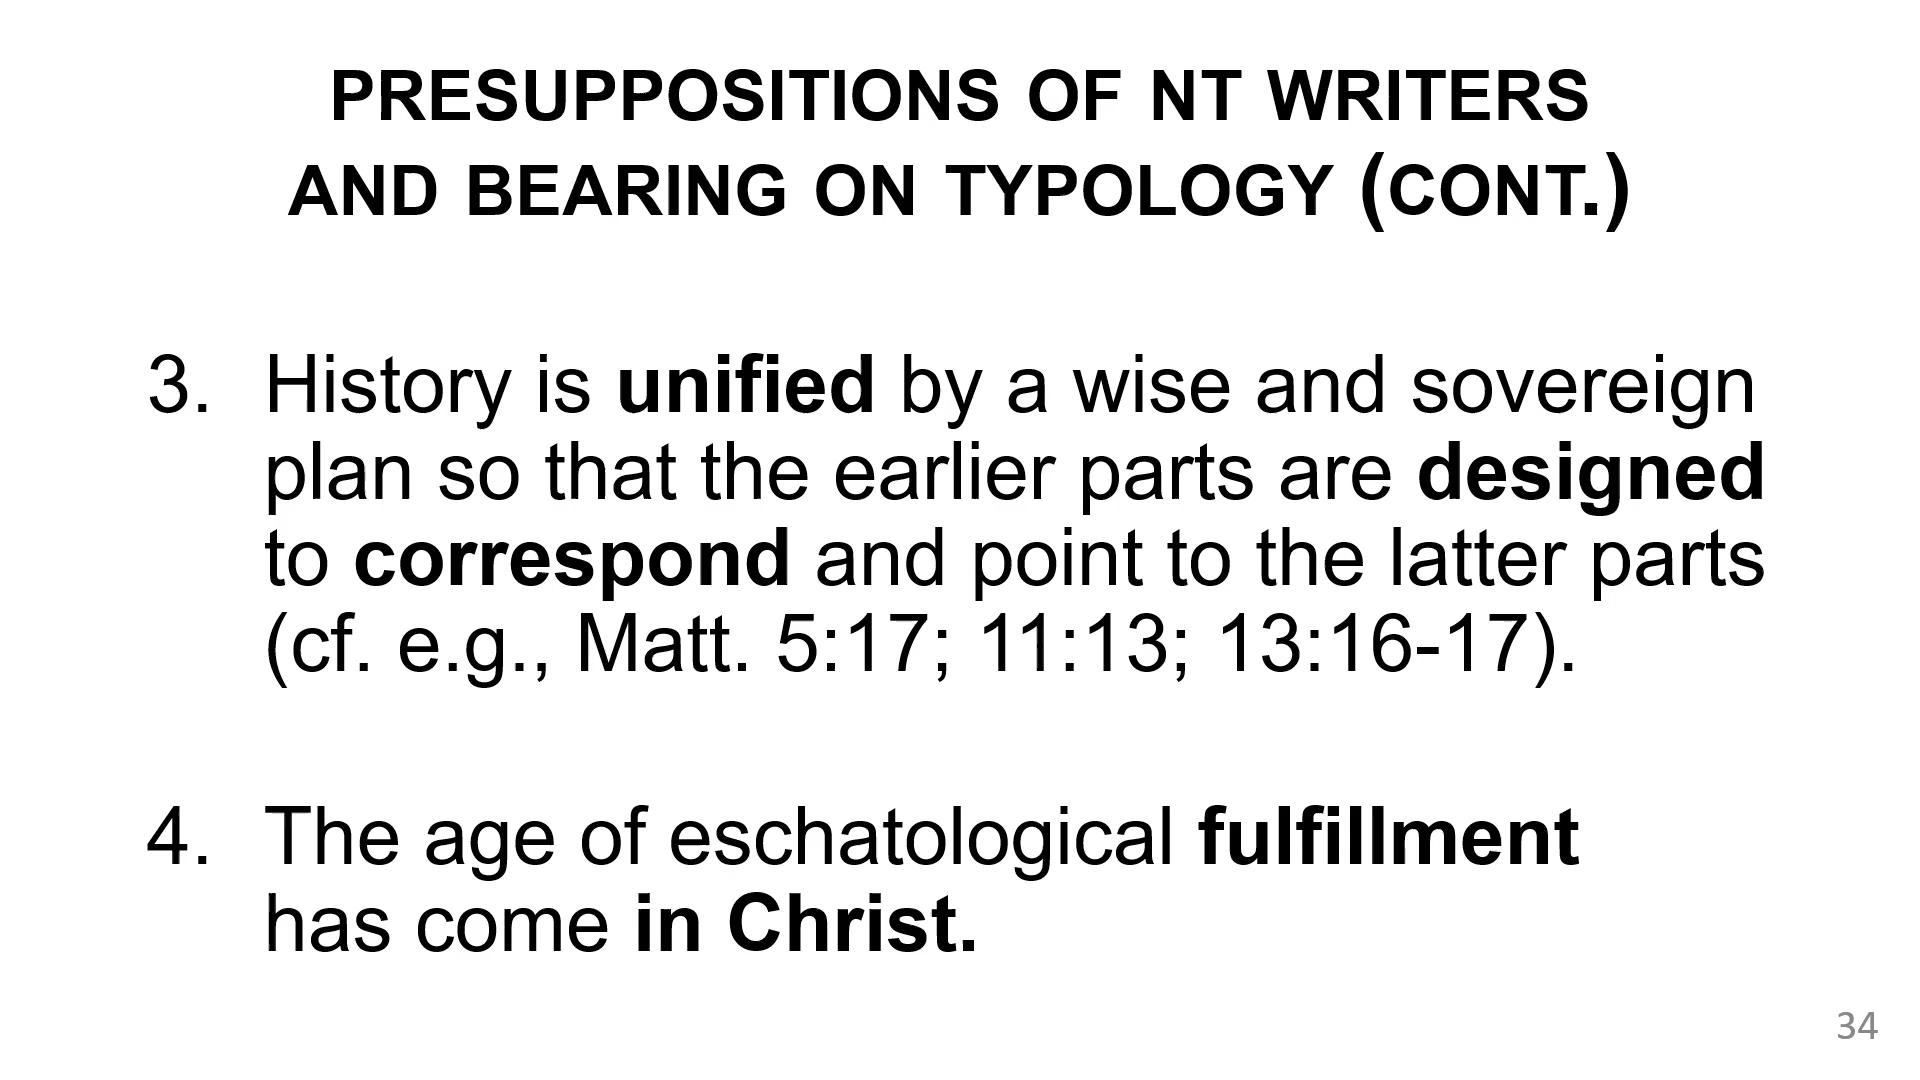 PRESUPPOSITIONS OF NT WRITERS
AND BEARING ON TYPOLOGY (CONT.)
3. History is unified by a wise and sovereign
plan so that the earlier parts are designed
to correspond and point to the latter parts
(cf. e.g., Matt. 5:17; 11:13; 13:16-17).
4. The age of eschatological fulfillment
has come in Christ.
34